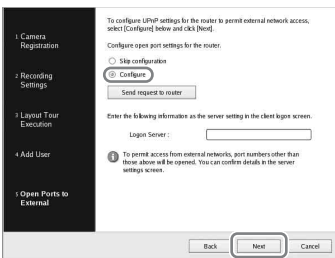 1 Camera
Registration
2 Recording
Settings
3 Layout Tour
Execution
4 Add User
5 Open Ports to
External
To configure UPnP settings for the router to permit external network access,
select [Configure] below and click [Next].
Configure open port settings for the router.
Skip configuration
Configure
Send request to router
Enter the following information as the server setting in the client logon screen.
Logon Server :
To permit access from external networks, port numbers other than
those above will be opened. You can confirm details in the server
settings screen.
Back
Next
Cancel